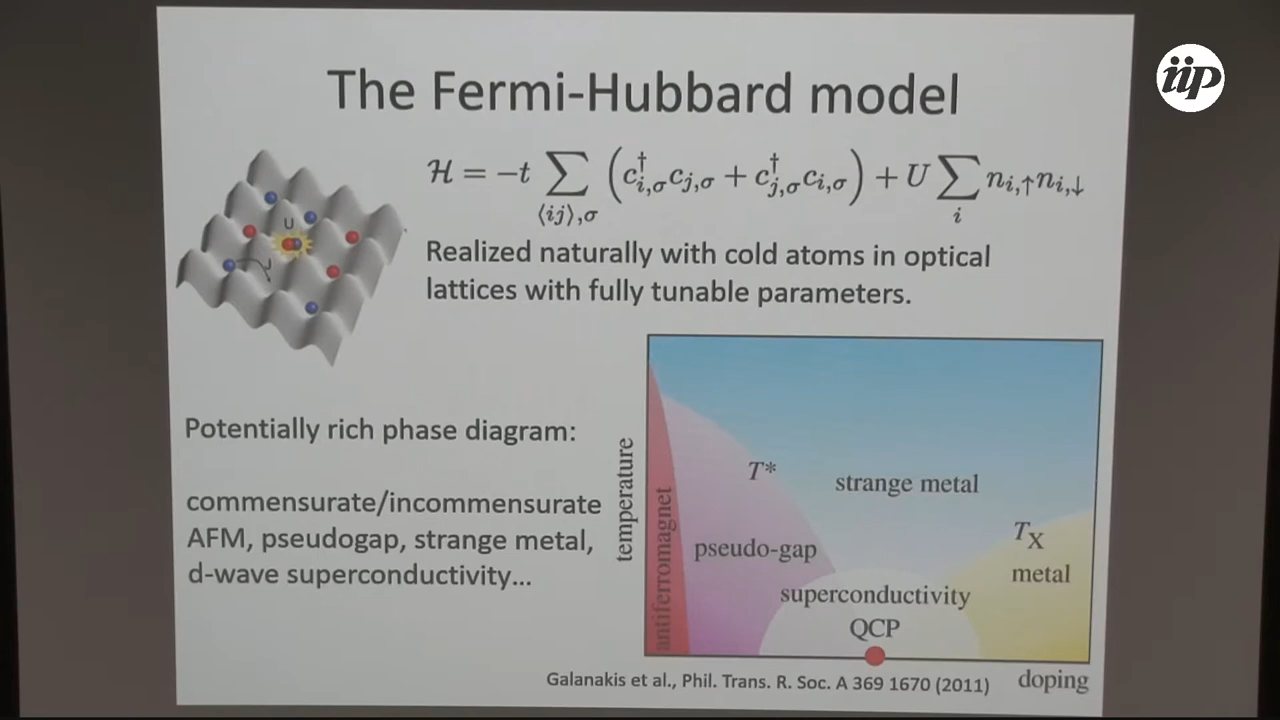 iip
The Fermi-Hubbard model
ℋ = −t ∑⟨ij⟩,σ (c†i,σcj,σ + c†j,σci,σ) + U ∑i ni,↑ni,↓
U
J
Realized naturally with cold atoms in optical
lattices with fully tunable parameters.
Potentially rich phase diagram:
commensurate/incommensurate
AFM, pseudogap, strange metal,
d-wave superconductivity...
temperature
antiferromagnet
T*
strange metal
pseudo-gap
TX
metal
superconductivity
QCP
doping
Galanakis et al., Phil. Trans. R. Soc. A 369 1670 (2011)